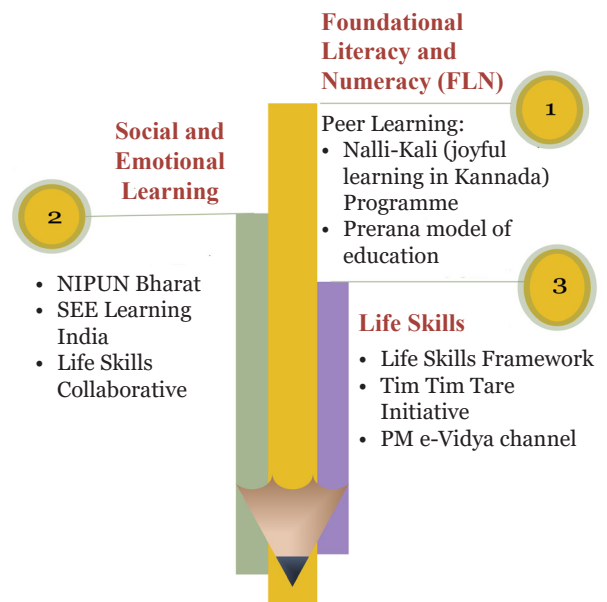 Foundational
Literacy and
Numeracy (FLN)
1
Peer Learning:
• Nalli-Kali (joyful
learning in Kannada)
Programme
• Prerana model of
education
Social and
Emotional
Learning
2
• NIPUN Bharat
• SEE Learning
India
• Life Skills
Collaborative
3
Life Skills
• Life Skills Framework
• Tim Tim Tare
Initiative
• PM e-Vidya channel